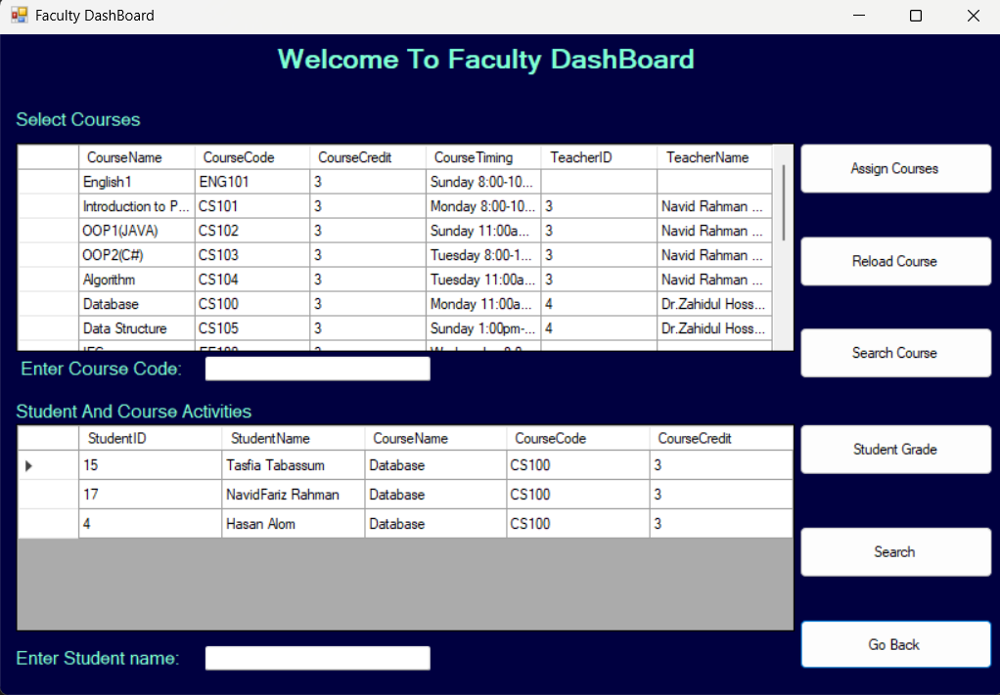 Faculty DashBoard
Welcome To Faculty DashBoard
Select Courses
CourseName CourseCode CourseCredit CourseTiming TeacherID TeacherName
English1 ENG101 3 Sunday 8:00-10...
Introduction to P... CS101 3 Monday 8:00-10... 3 Navid Rahman ...
OOP1(JAVA) CS102 3 Sunday 11:00a... 3 Navid Rahman ...
OOP2(C#) CS103 3 Tuesday 8:00-1... 3 Navid Rahman ...
Algorithm CS104 3 Tuesday 11:00a... 3 Navid Rahman ...
Database CS100 3 Monday 11:00a... 4 Dr.Zahidul Hoss...
Data Structure CS105 3 Sunday 1:00pm-... 4 Dr.Zahidul Hoss...
Enter Course Code:
Assign Courses
Reload Course
Search Course
Student And Course Activities
StudentID StudentName CourseName CourseCode CourseCredit
15 Tasfia Tabassum Database CS100 3
17 NavidFariz Rahman Database CS100 3
4 Hasan Alom Database CS100 3
Enter Student name:
Student Grade
Search
Go Back